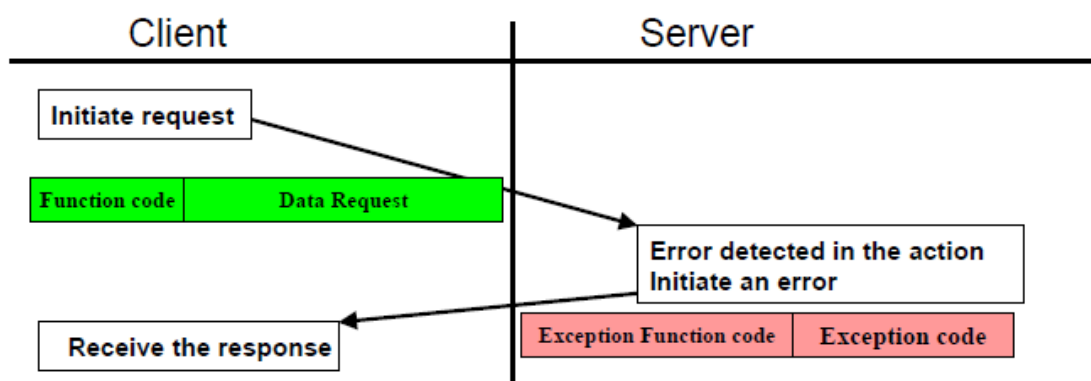 Client
Server
Initiate request
Function code
Data Request
Error detected in the action
Initiate an error
Exception Function code
Exception code
Receive the response